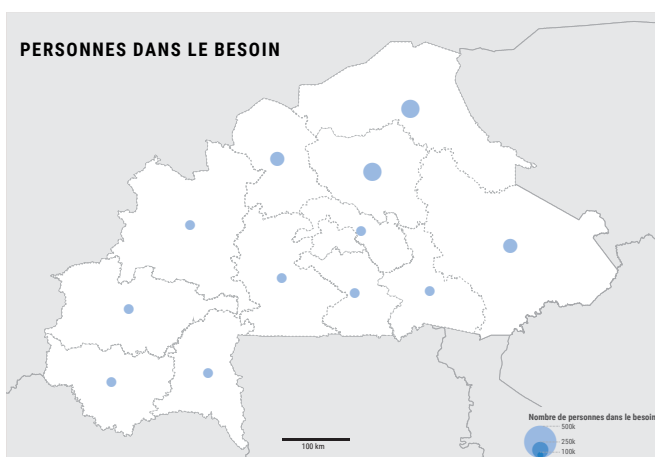 PERSONNES DANS LE BESOIN
100 km
Nombre de personnes dans le besoin
500k
250k
100k